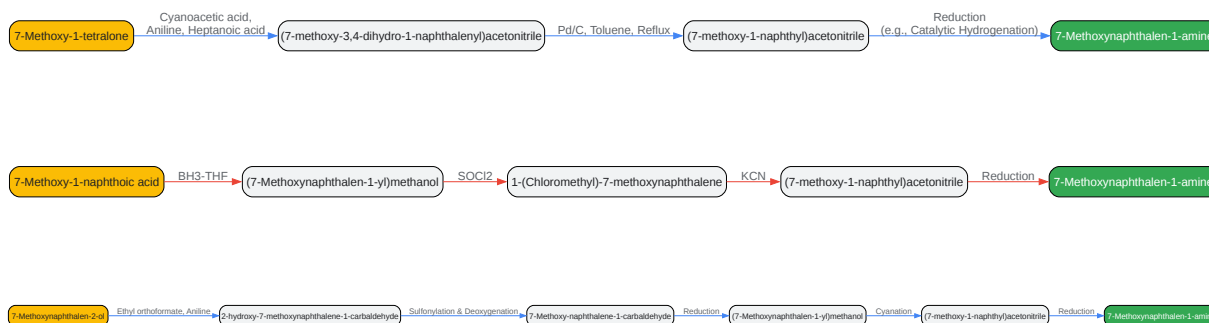 Cyanoacetic acid,
Aniline, Heptanoic acid
Reduction
(e.g., Catalytic Hydrogenation)
7-Methoxy-1-tetralone
(7-methoxy-3,4-dihydro-1-naphthalenyl)acetonitrile
Pd/C, Toluene, Reflux
(7-methoxy-1-naphthyl)acetonitrile
7-Methoxynaphthalen-1-amine
7-Methoxy-1-naphthoic acid
BH3-THF
(7-Methoxynaphthalen-1-yl)methanol
SOCl2
1-(Chloromethyl)-7-methoxynaphthalene
KCN
(7-methoxy-1-naphthyl)acetonitrile
Reduction
7-Methoxynaphthalen-1-amine
7-Methoxynaphthalen-2-ol
Ethyl orthoformate, Aniline
2-hydroxy-7-methoxynaphthalene-1-carbaldehyde
Sulfonylation & Deoxygenation
7-Methoxy-naphthalene-1-carbaldehyde
Reduction
(7-Methoxynaphthalen-1-yl)methanol
Cyanation
(7-methoxy-1-naphthyl)acetonitrile
Reduction
7-Methoxynaphthalen-1-amin